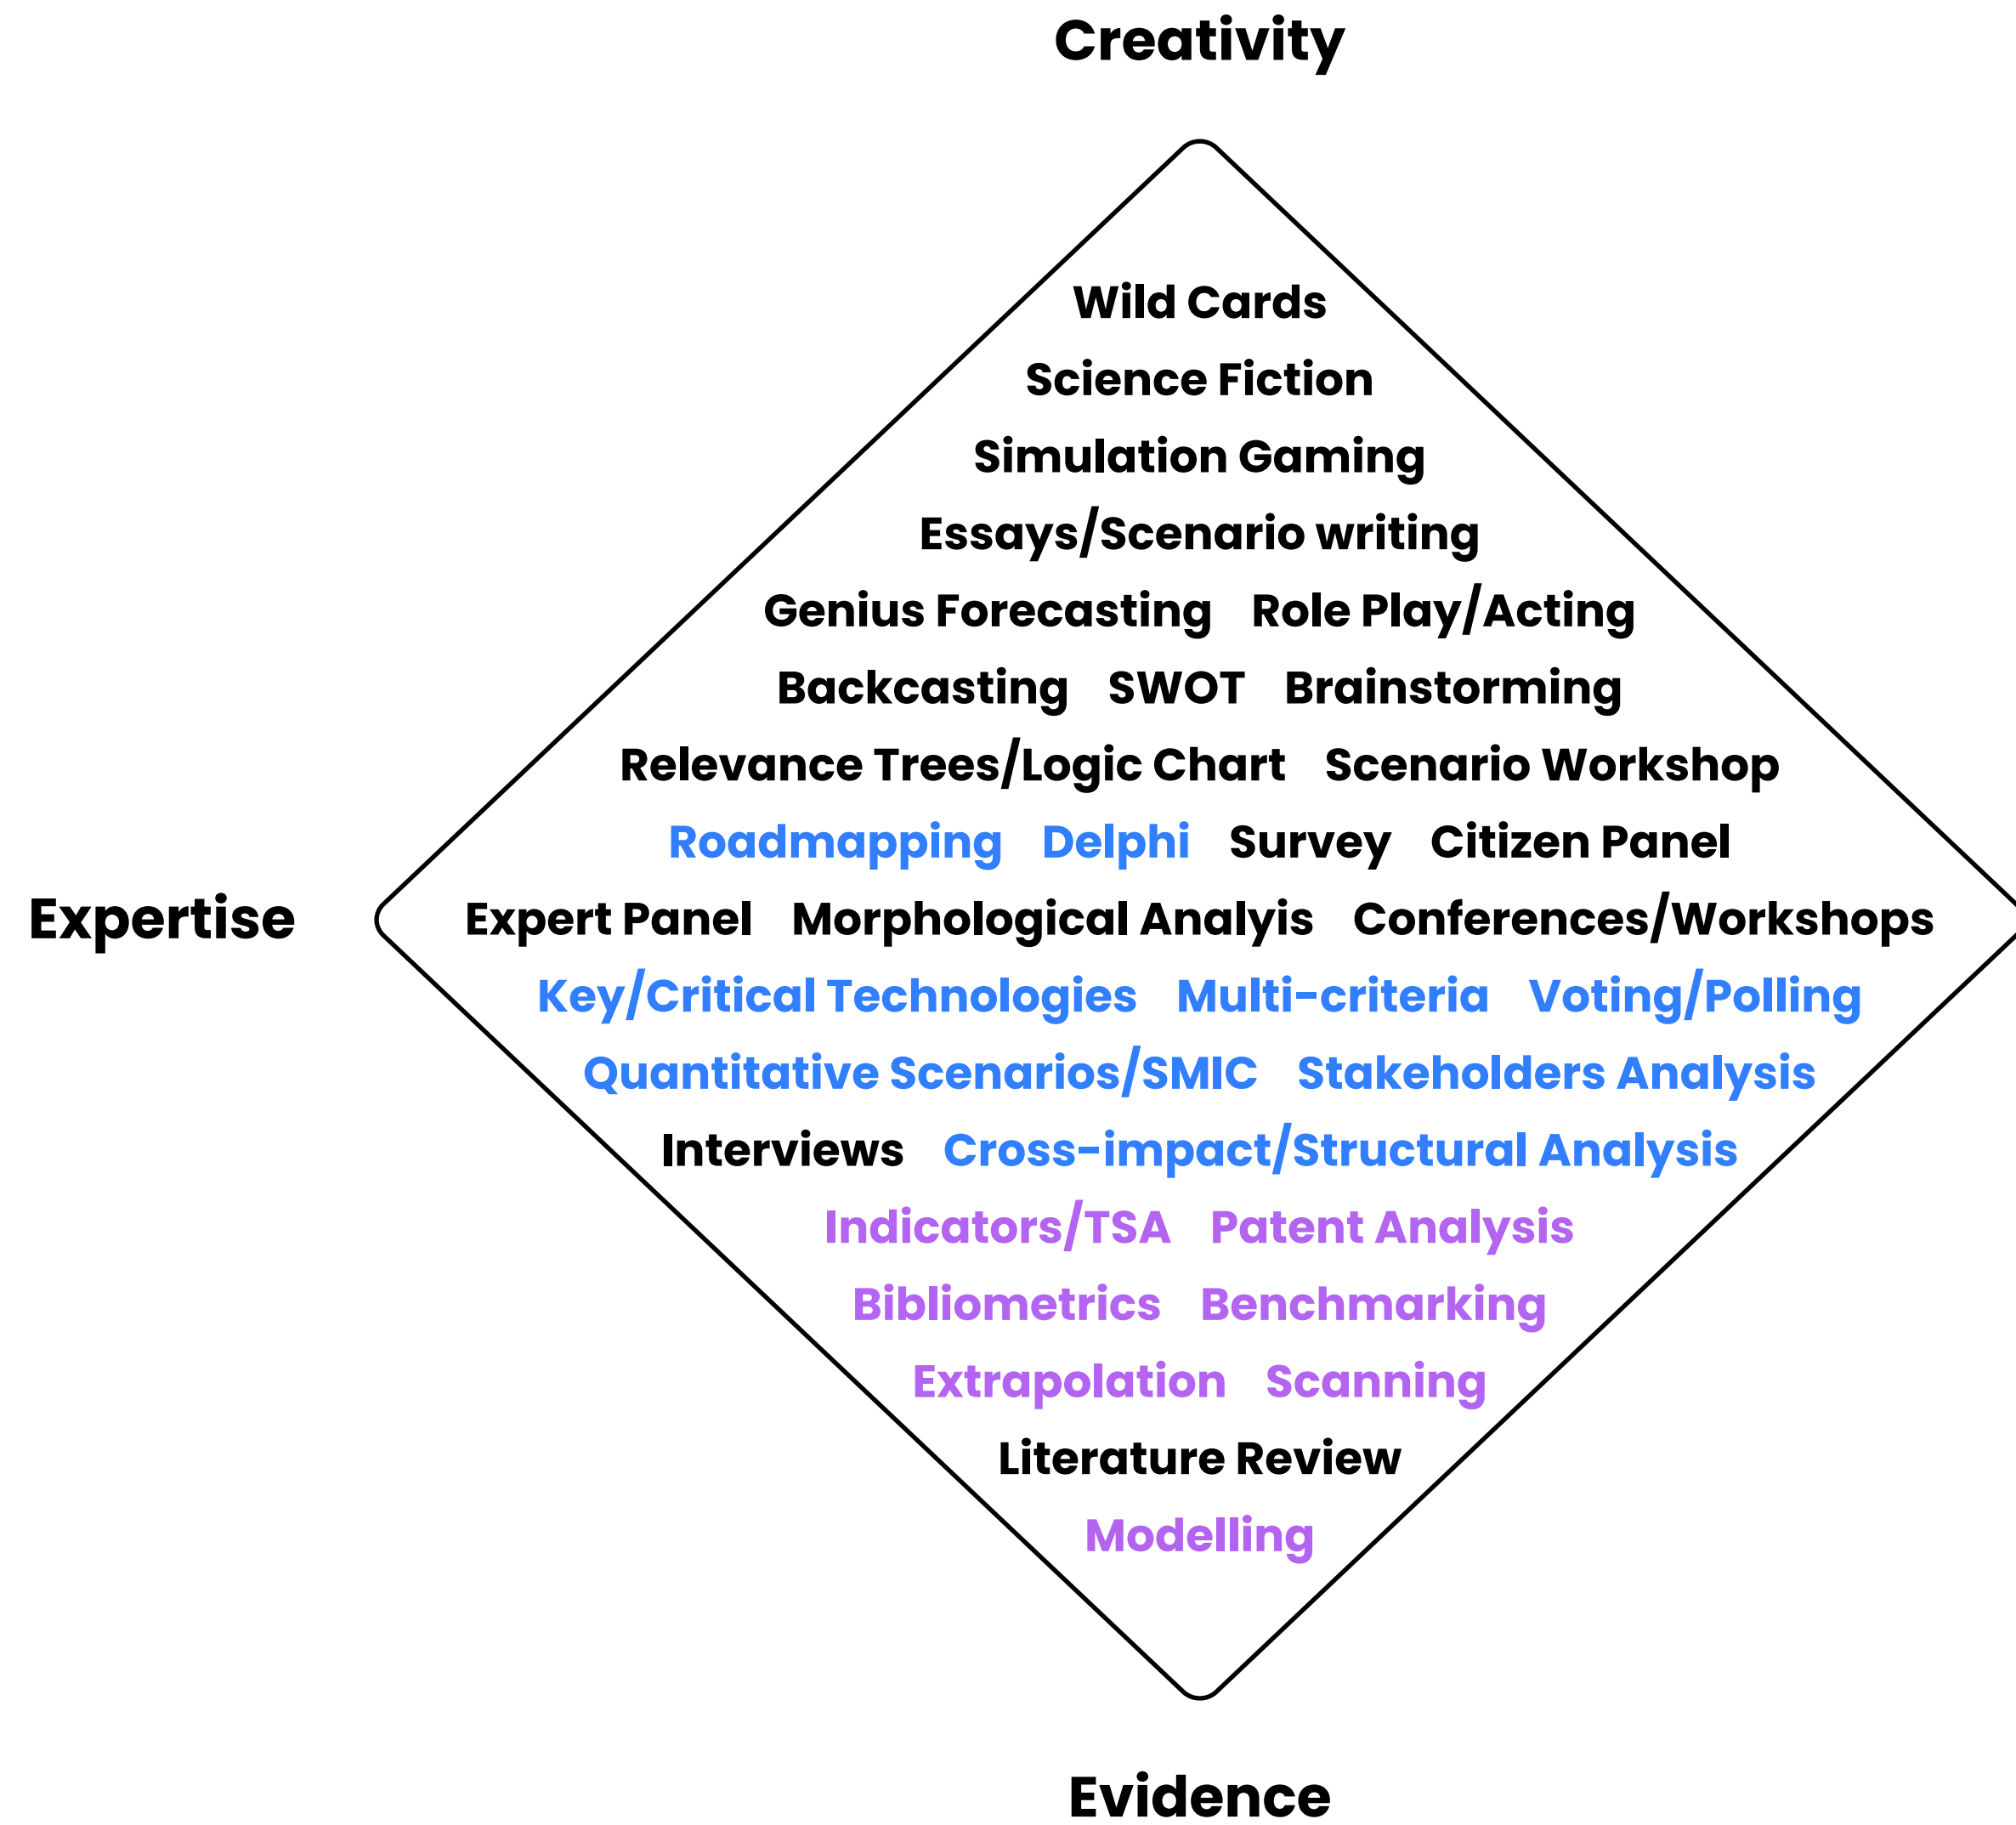 Creativity
Wild Cards
Science Fiction
Simulation Gaming
Essays/Scenario writing
Genius Forecasting Role Play/Acting
Backcasting SWOT Brainstorming
Relevance Trees/Logic Chart Scenario Workshop
Roadmapping Delphi Survey Citizen Panel
Expertise Expert Panel Morphological Analysis Conferences/Workshops
Key/Critical Technologies Multi-criteria Voting/Polling
Quantitative Scenarios/SMIC Stakeholders Analysis
Interviews Cross-impact/Structural Analysis
Indicators/TSA Patent Analysis
Bibliometrics Benchmarking
Extrapolation Scanning
Literature Review
Modelling
Evidence